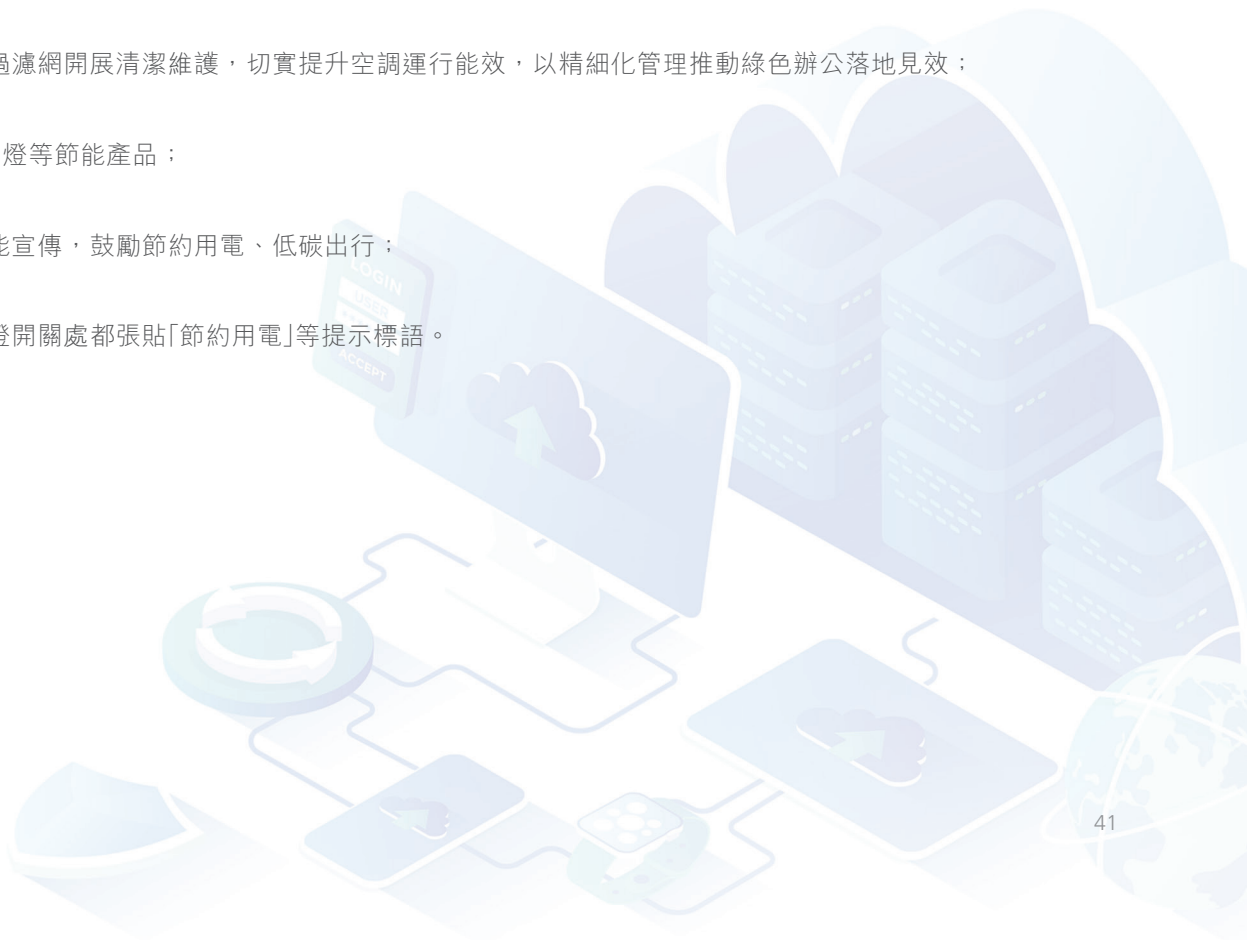 過濾網開展清潔維護，切實提升空調運行能效，以精細化管理推動綠色辦公落地見效；
燈等節能產品；
能宣傳，鼓勵節約用電、低碳出行；
燈開關處都張貼「節約用電」等提示標語。
LOGIN
USER
ACCEPT
41